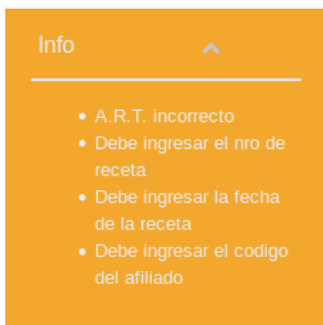 Info
A.R.T. incorrecto
Debe ingresar el nro de
receta
Debe ingresar la fecha
de la receta
Debe ingresar el codigo
del afiliado